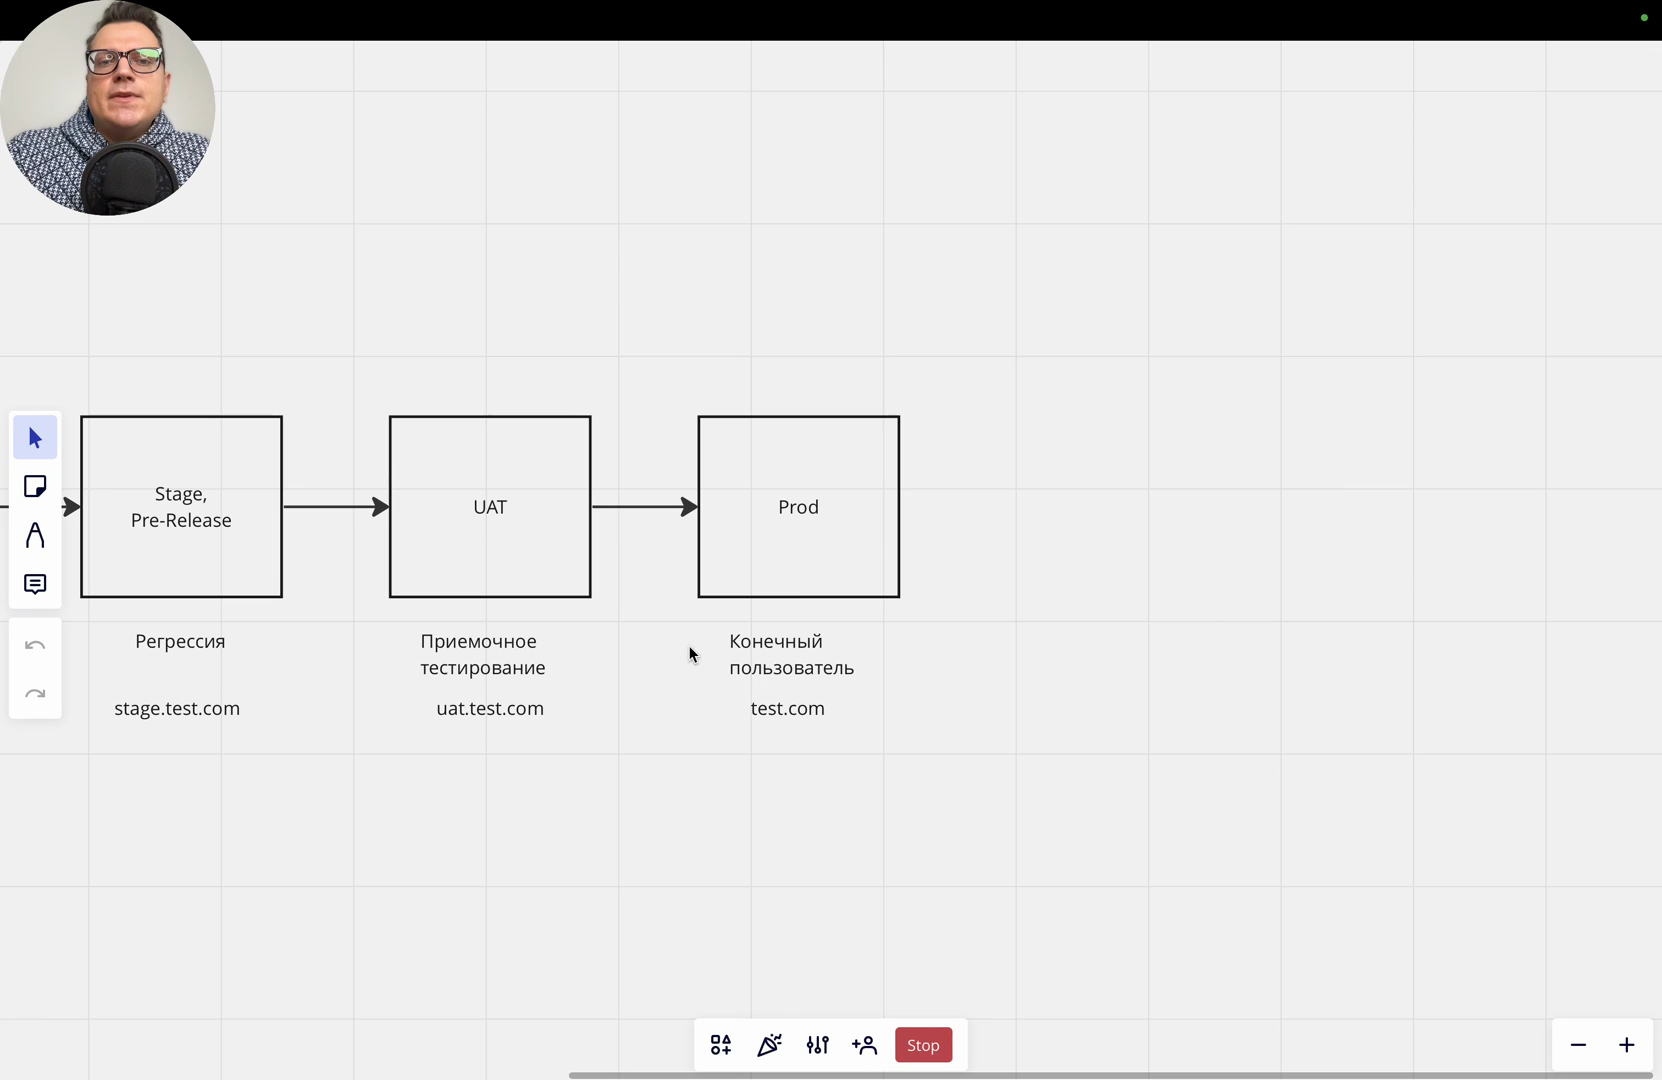 Stage,
Pre-Release
UAT
Prod
Регрессия
Приемочное
тестирование
Конечный
пользователь
stage.test.com
uat.test.com
test.com
Stop